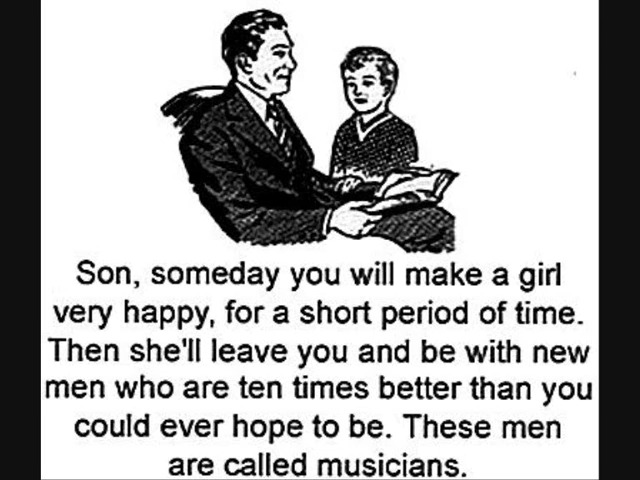 Son, someday you will make a girl
very happy, for a short period of time.
Then she'll leave you and be with new
men who are ten times better than you
could ever hope to be. These men
are called musicians.